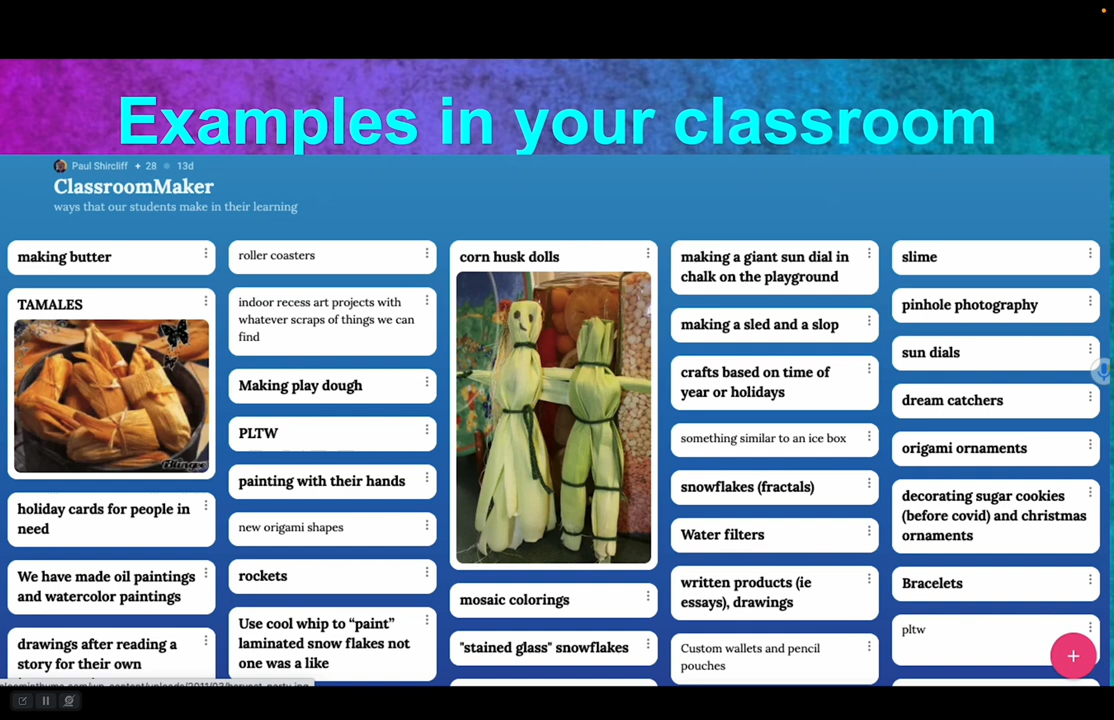 Examples in your classroom
Paul Shircliff + 28 13d
ClassroomMaker
ways that our students make in their learning
making butter
TAMALES
holiday cards for people in
need
We have made oil paintings
and watercolor paintings
drawings after reading a
story for their own
roller coasters
indoor recess art projects with
whatever scraps of things we can
find
Making play dough
PLTW
painting with their hands
new origami shapes
rockets
Use cool whip to “paint”
laminated snow flakes not
one was a like
corn husk dolls
mosaic colorings
"stained glass" snowflakes
making a giant sun dial in
chalk on the playground
making a sled and a slop
crafts based on time of
year or holidays
something similar to an ice box
snowflakes (fractals)
Water filters
written products (ie
essays), drawings
Custom wallets and pencil
pouches
slime
pinhole photography
sun dials
dream catchers
origami ornaments
decorating sugar cookies
(before covid) and christmas
ornaments
Bracelets
pltw